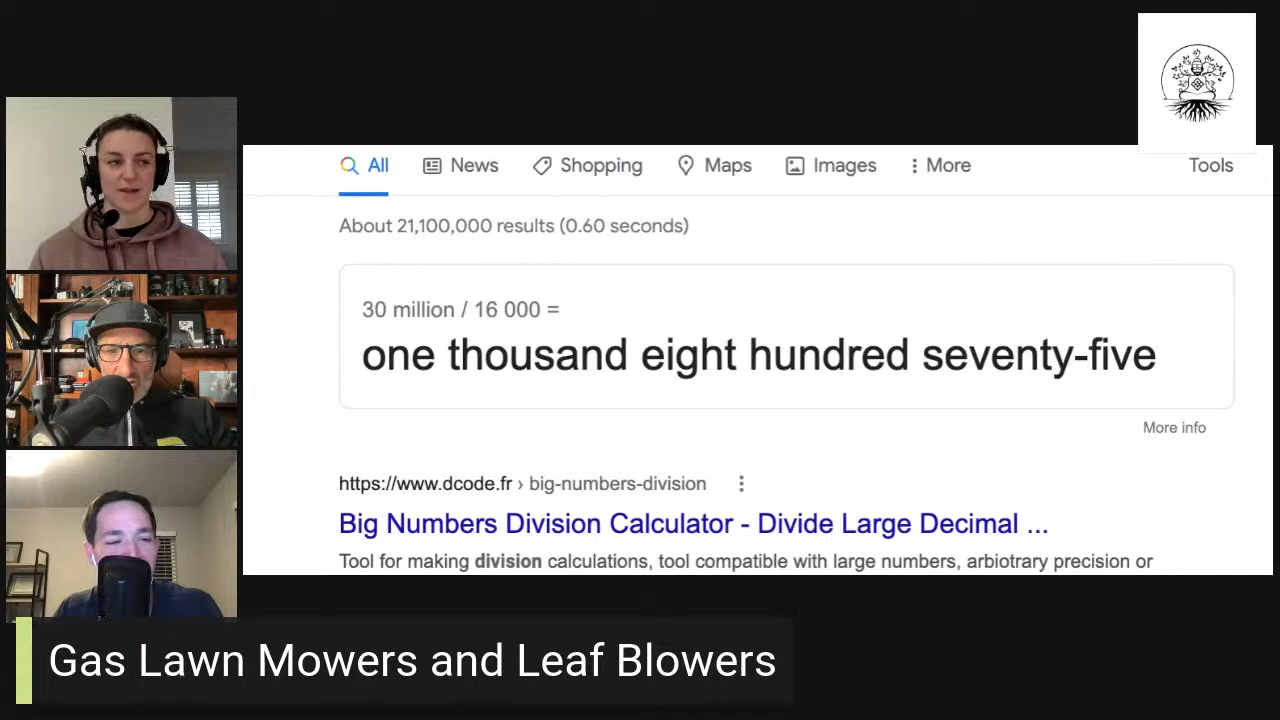 All News Shopping Maps Images More Tools
About 21,100,000 results (0.60 seconds)
30 million / 16 000 =
one thousand eight hundred seventy-five
More info
https://www.dcode.fr › big-numbers-division
Big Numbers Division Calculator - Divide Large Decimal ...
Tool for making division calculations, tool compatible with large numbers, arbiotrary precision or
Gas Lawn Mowers and Leaf Blowers